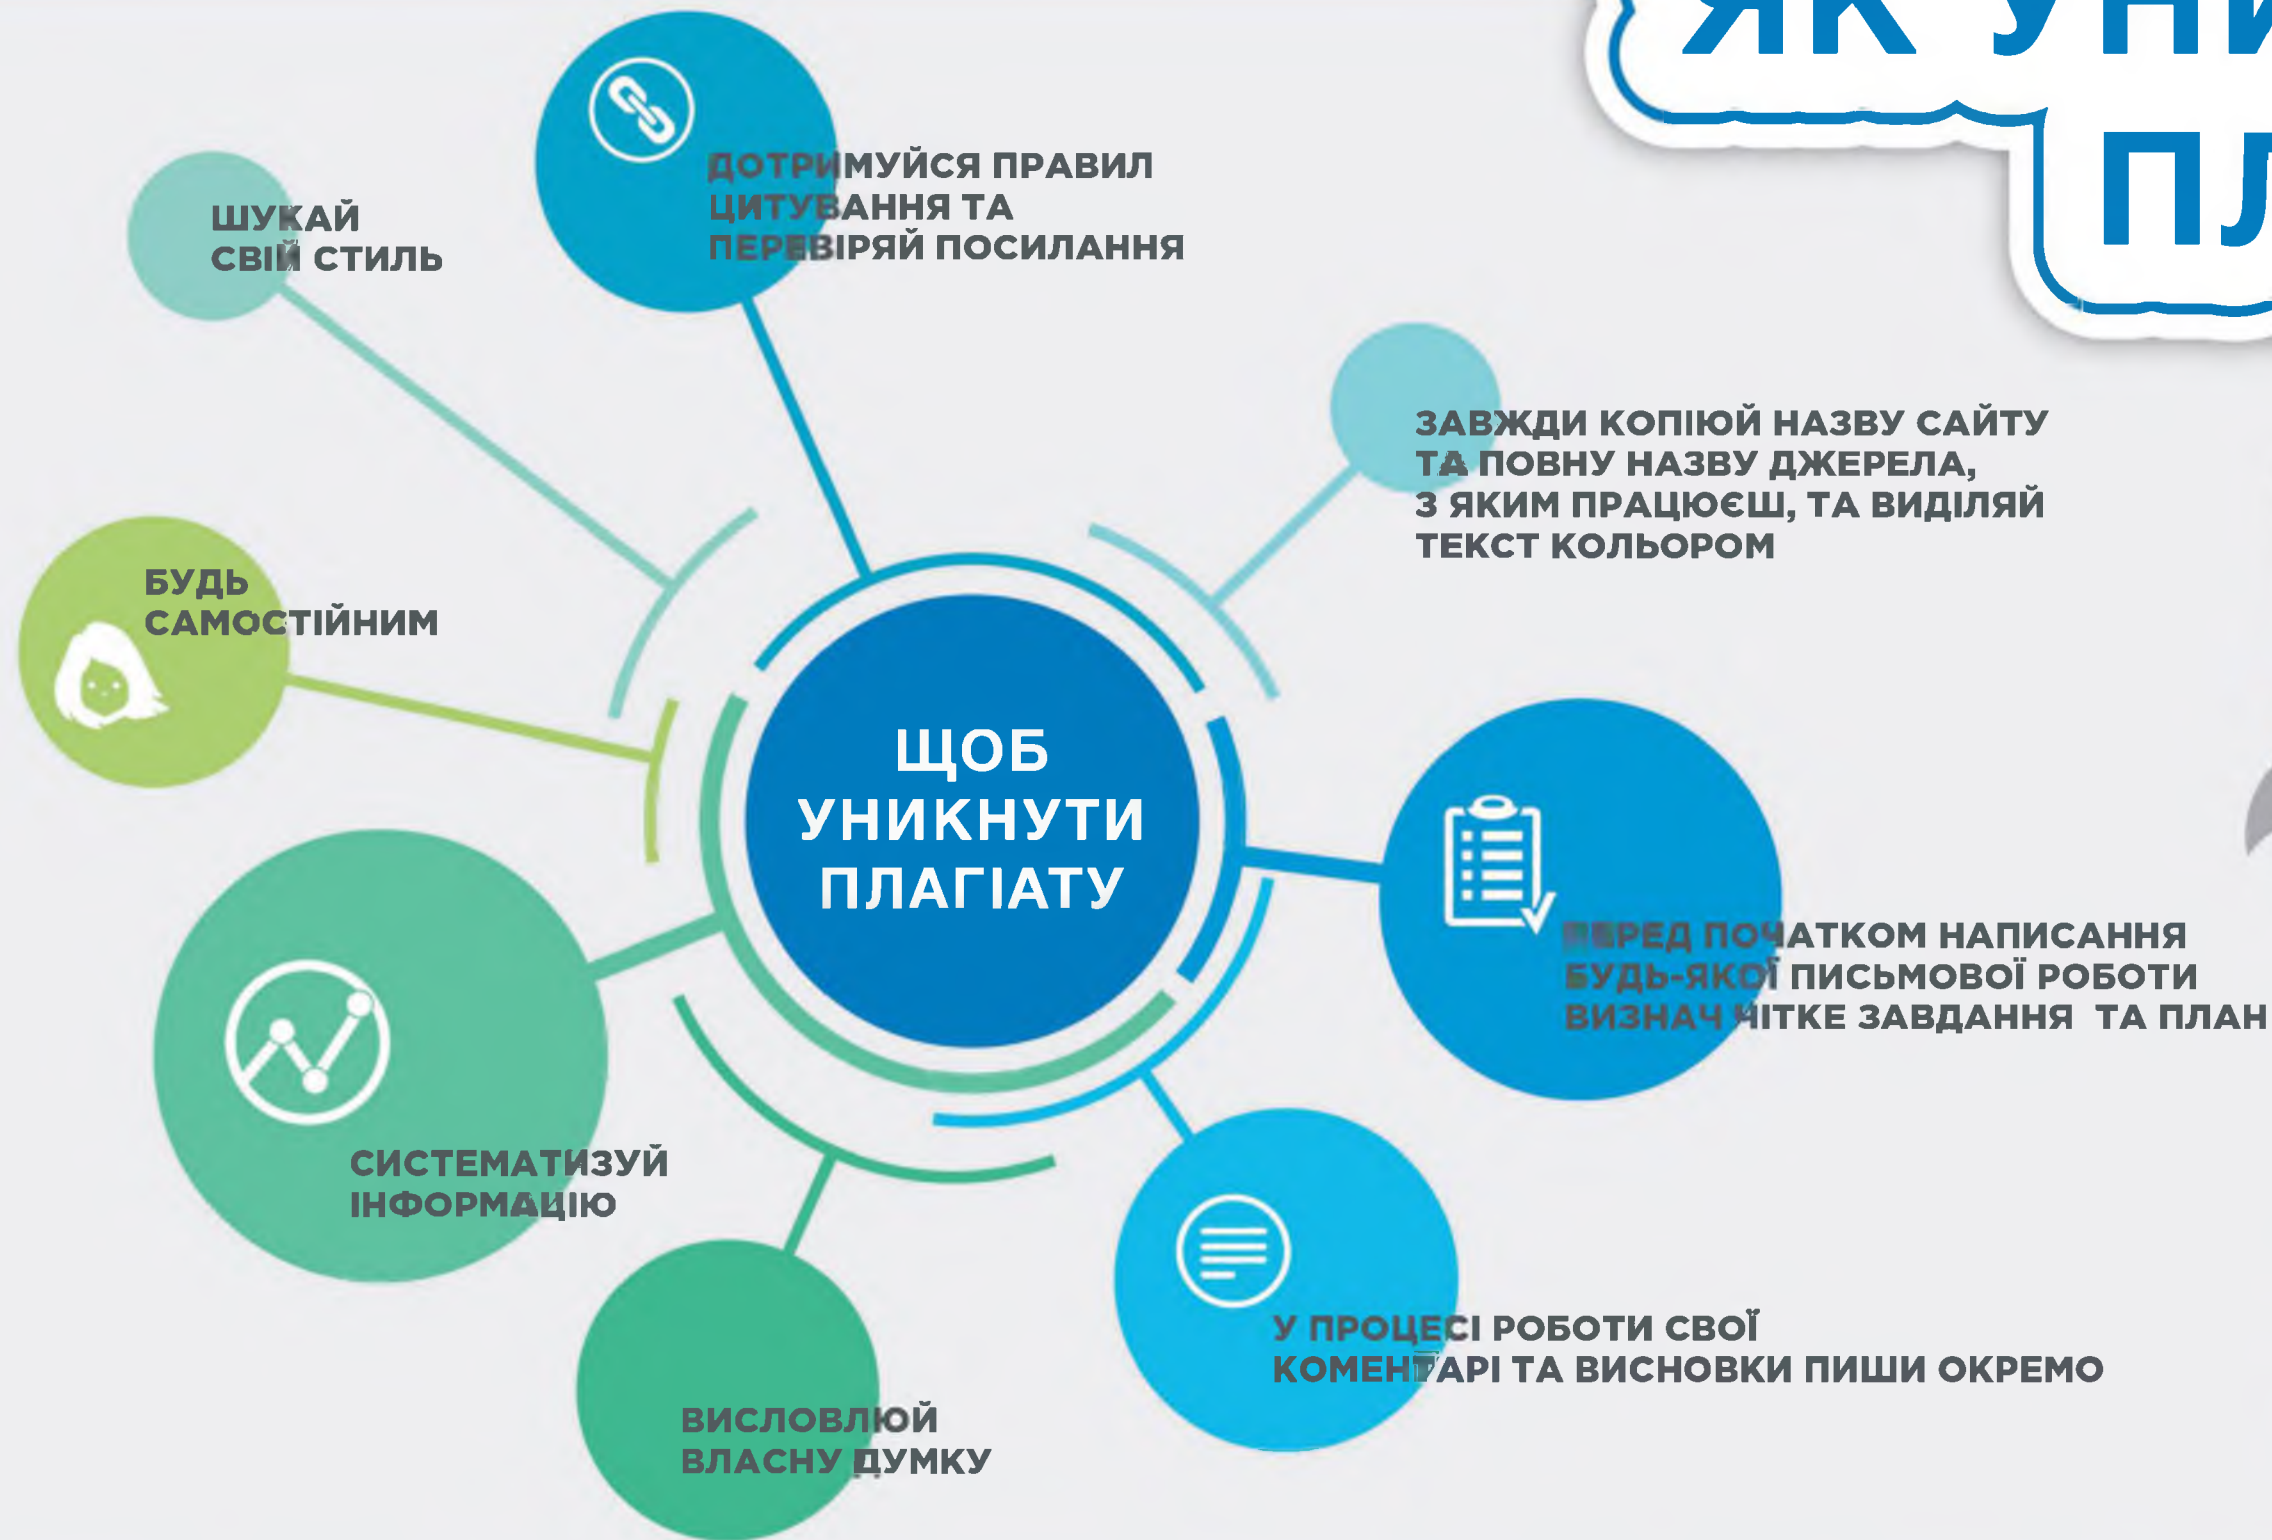 ЯК
ШУКАЙ
СВІЙ СТИЛЬ
ДОТРИМУЙСЯ ПРАВИЛ
ЦИТУВАННЯ ТА
ПЕРЕВІРЯЙ ПОСИЛАННЯ
ЗАВЖДИ КОПІЮЙ НАЗВУ САЙТУ
ТА ПОВНУ НАЗВУ ДЖЕРЕЛА,
З ЯКИМ ПРАЦЮЄШ, ТА ВИДІЛЯЙ
ТЕКСТ КОЛЬОРОМ
БУДЬ
САМОСТІЙНИМ
ЩОБ
УНИКНУТИ
ПЛАГІАТУ
ПЕРЕД ПОЧАТКОМ НАПИСАННЯ
БУДЬ-ЯКОЇ ПИСЬМОВОЇ РОБОТИ
ВИЗНАЧ ЧІТКЕ ЗАВДАННЯ ТА ПЛАН
СИСТЕМАТИЗУЙ
ІНФОРМАЦІЮ
У ПРОЦЕСІ РОБОТИ СВОЇ
КОМЕНТАРІ ТА ВИСНОВКИ ПИШИ ОКРЕМО
ВИСЛОВЛЮЙ
ВЛАСНУ ДУМКУ